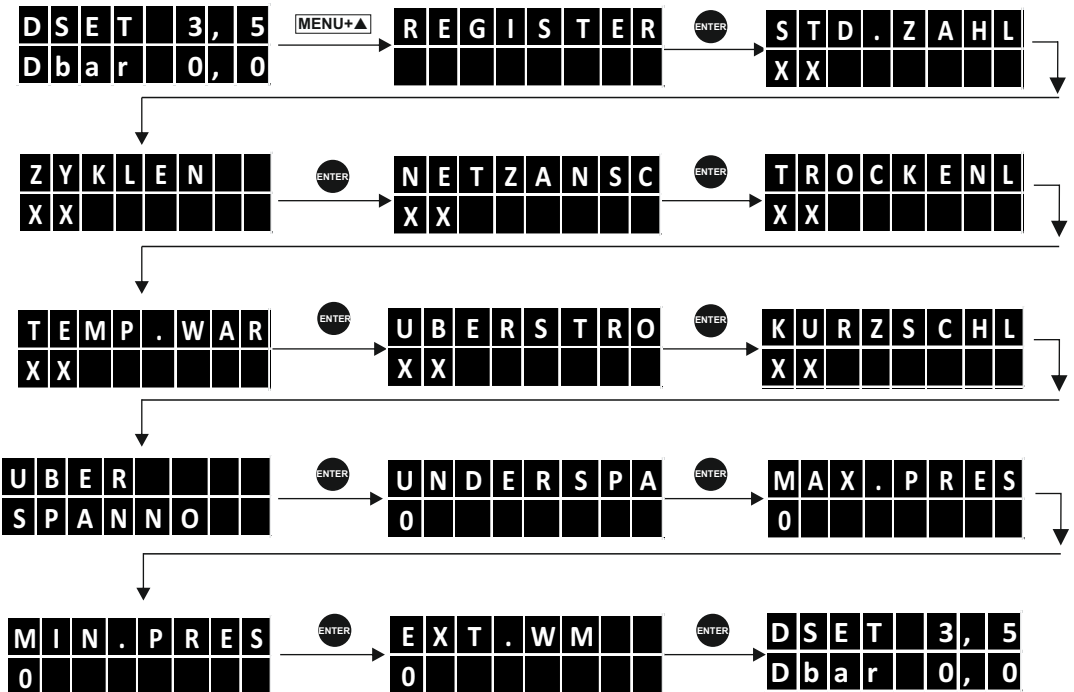 DSET 3,5
Dbar 0,0
MENU+▲
REGISTER
ENTER
STD.ZAHL
XX
ZYKLEN
XX
ENTER
NETZANSC
XX
ENTER
TROCKENL
XX
TEMP.WAR
XX
ENTER
UBERSTRO
XX
ENTER
KURZSCHL
XX
UBER
SPANNO
ENTER
UNDERSPA
0
ENTER
MAX.PRES
0
MIN.PRES
0
ENTER
EXT.WM
0
ENTER
DSET 3,5
Dbar 0,0